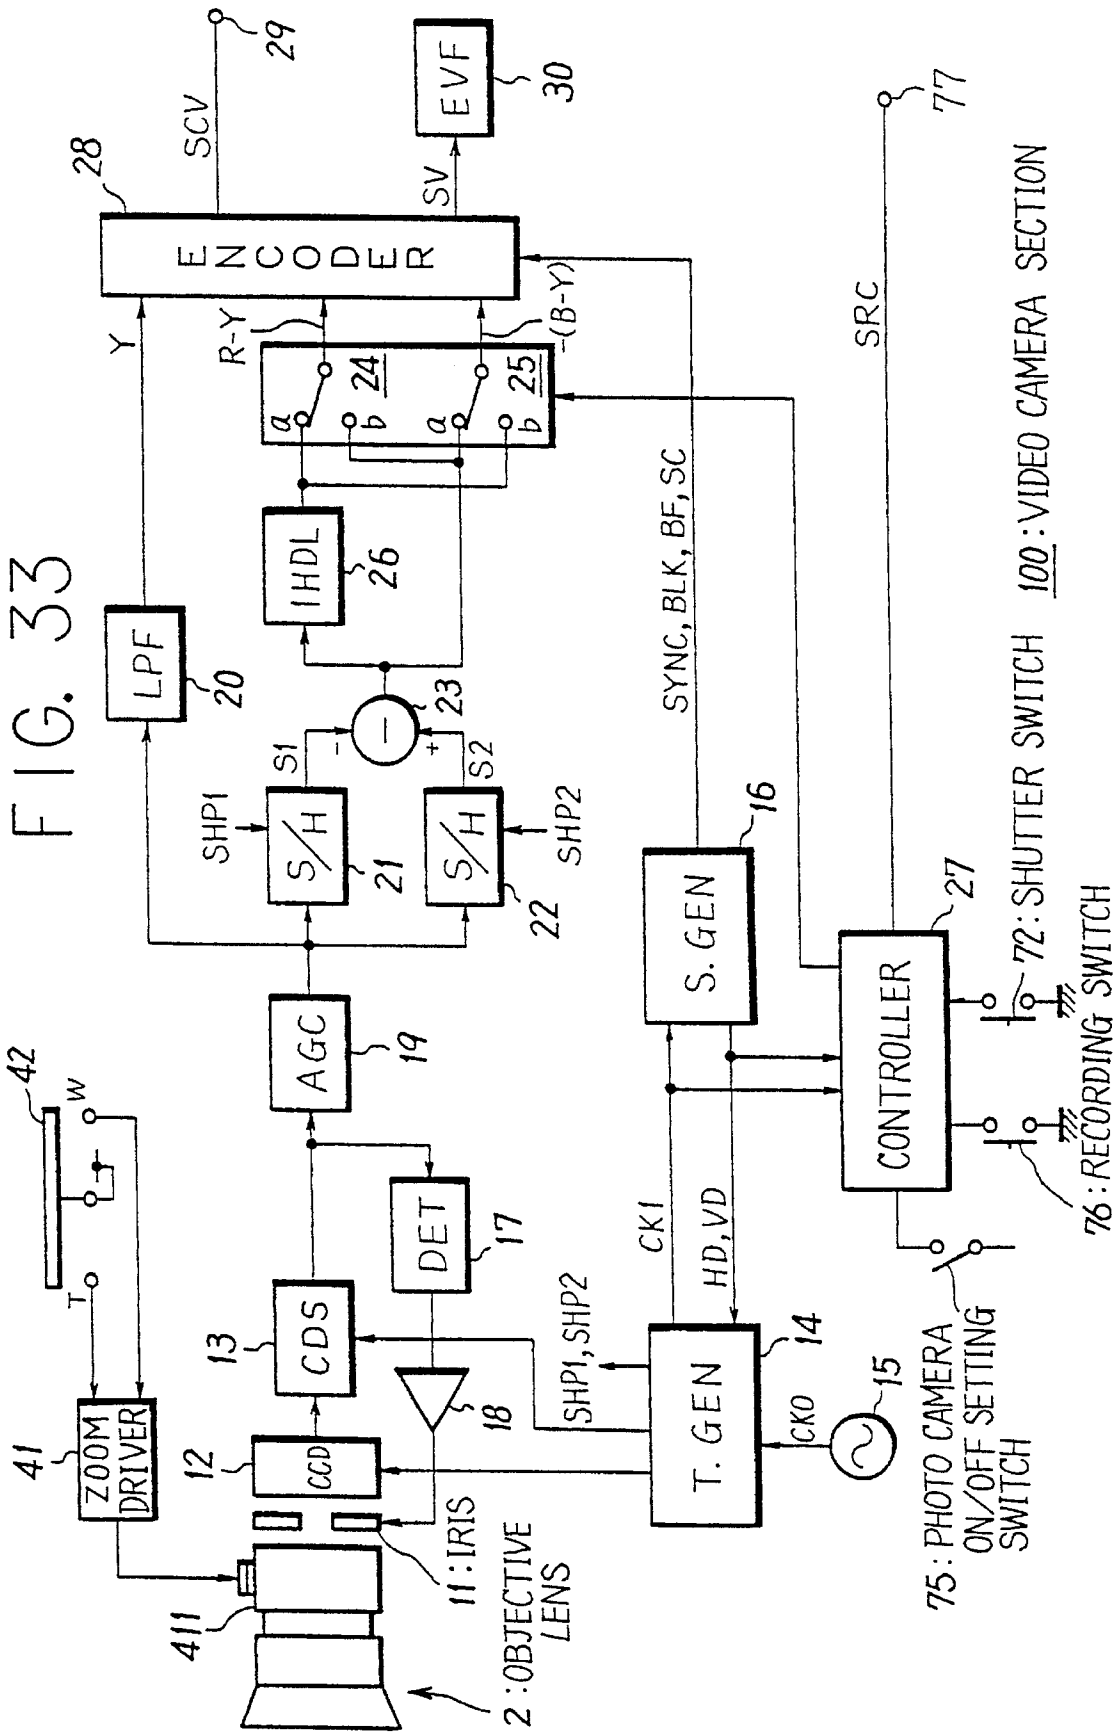 FIG. 33
41
ZOOM
DRIVER
42
T
W
411
2 : OBJECTIVE
LENS
11 : IRIS
12
CCD
13
CDS
DET
17
18
AGC
19
LPF
20
Y
SHP1
S/H
21
S1
S/H
22
S2
SHP2
-
+
−
23
1HDL
26
a
b
24
a
b
25
R-Y
-(B-Y)
ENCODER
28
SCV
29
SV
EVF
30
T. GEN
14
CK0
15
SHP1, SHP2
CK1
HD, VD
S. GEN
16
SYNC, BLK, BF, SC
CONTROLLER
27
SRC
77
75 : PHOTO CAMERA
ON/OFF SETTING
SWITCH
76 : RECORDING SWITCH
72 : SHUTTER SWITCH
100 : VIDEO CAMERA SECTION